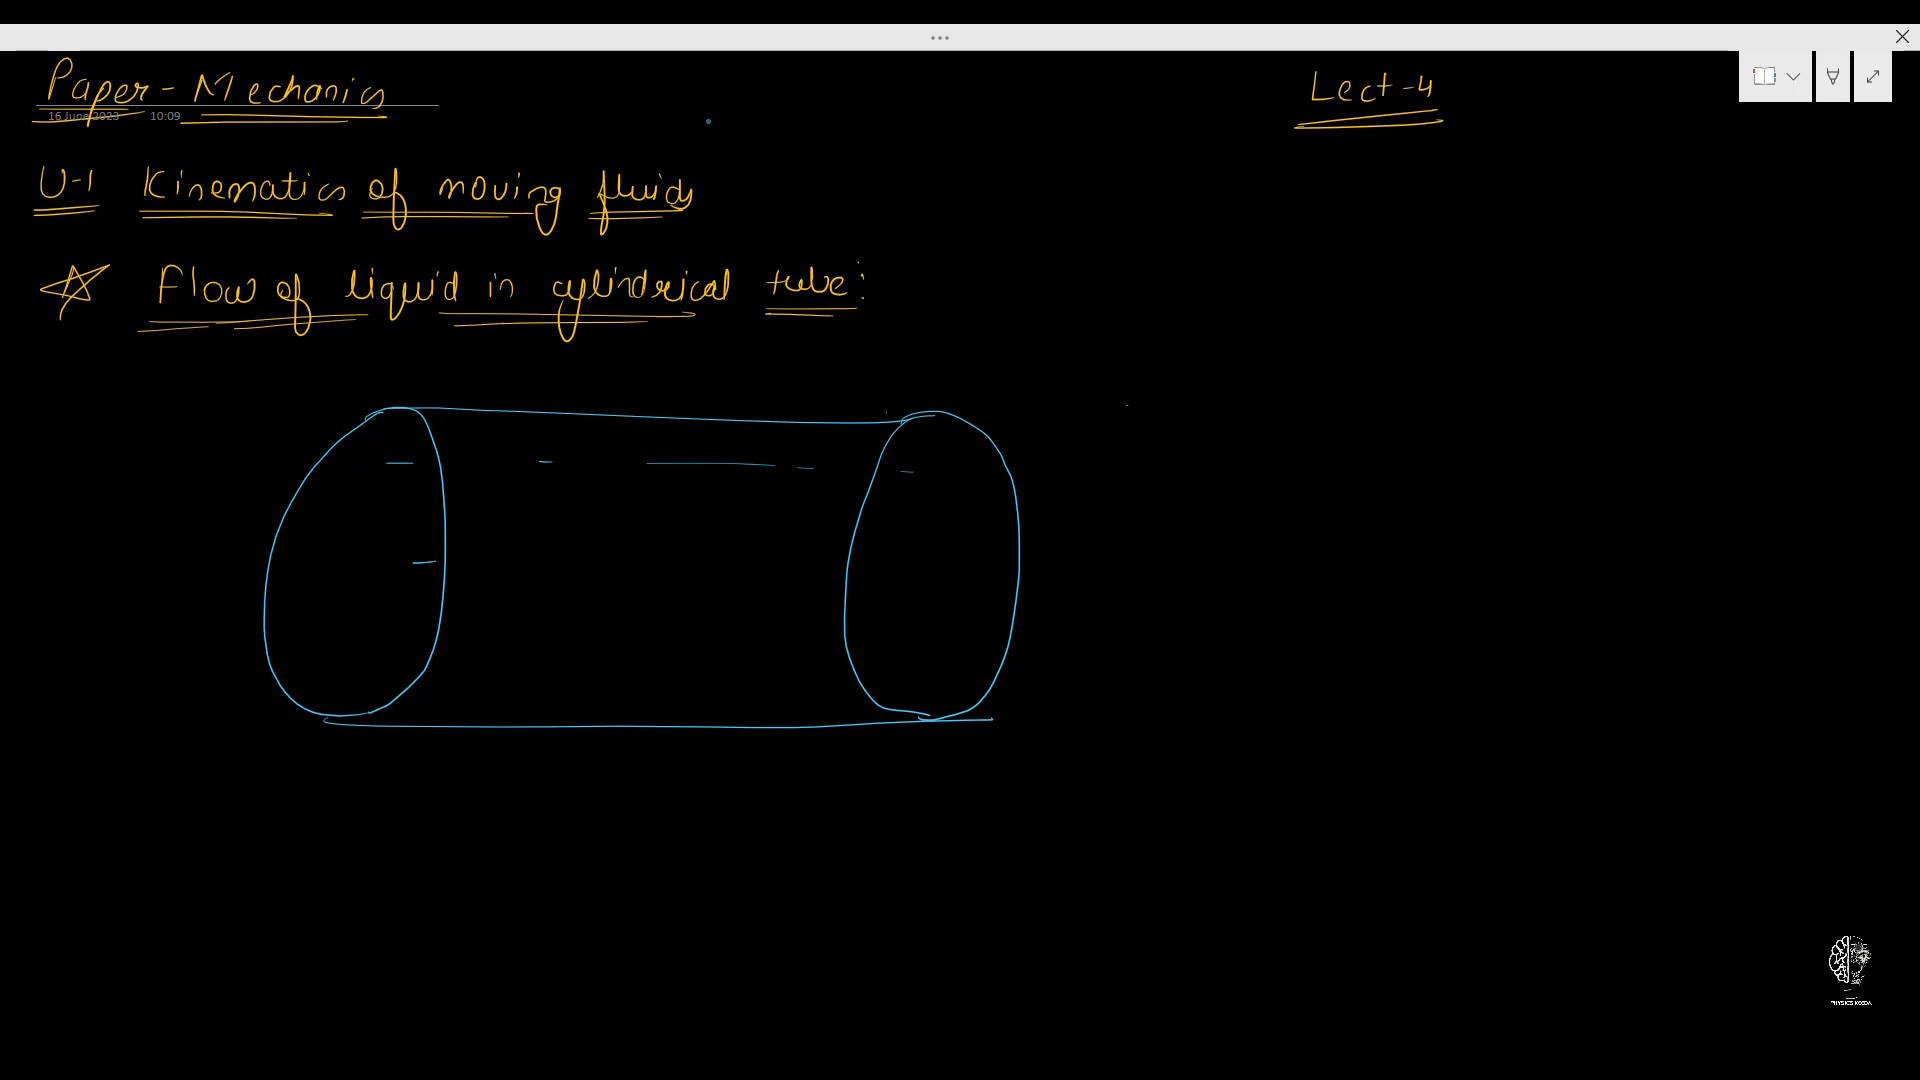 Paper - Mechanics
Lect - 4
16 June 2023 10:09
U-1 Kinematics of moving fluids
Flow of liquid in cylindrical tube: